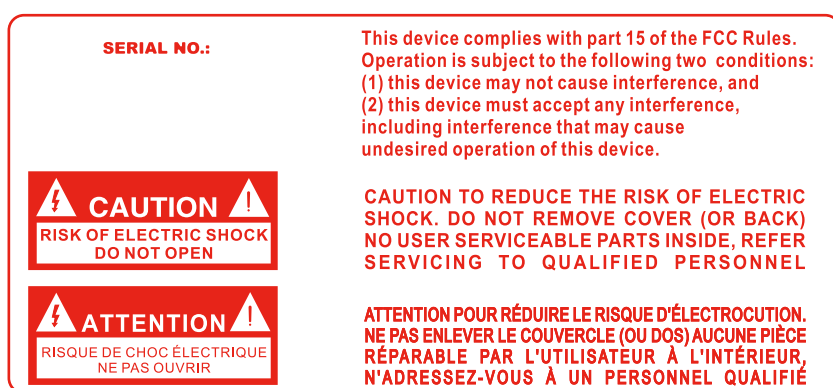 SERIAL NO.:
This device complies with part 15 of the FCC Rules.
Operation is subject to the following two conditions:
(1) this device may not cause interference, and
(2) this device must accept any interference,
including interference that may cause
undesired operation of this device.
CAUTION
RISK OF ELECTRIC SHOCK
DO NOT OPEN
CAUTION TO REDUCE THE RISK OF ELECTRIC
SHOCK. DO NOT REMOVE COVER (OR BACK)
NO USER SERVICEABLE PARTS INSIDE, REFER
SERVICING TO QUALIFIED PERSONNEL
ATTENTION
RISQUE DE CHOC ÉLECTRIQUE
NE PAS OUVRIR
ATTENTION POUR RÉDUIRE LE RISQUE D'ÉLECTROCUTION.
NE PAS ENLEVER LE COUVERCLE (OU DOS) AUCUNE PIÈCE
RÉPARABLE PAR L'UTILISATEUR À L'INTÉRIEUR,
N'ADRESSEZ-VOUS À UN PERSONNEL QUALIFIÉ